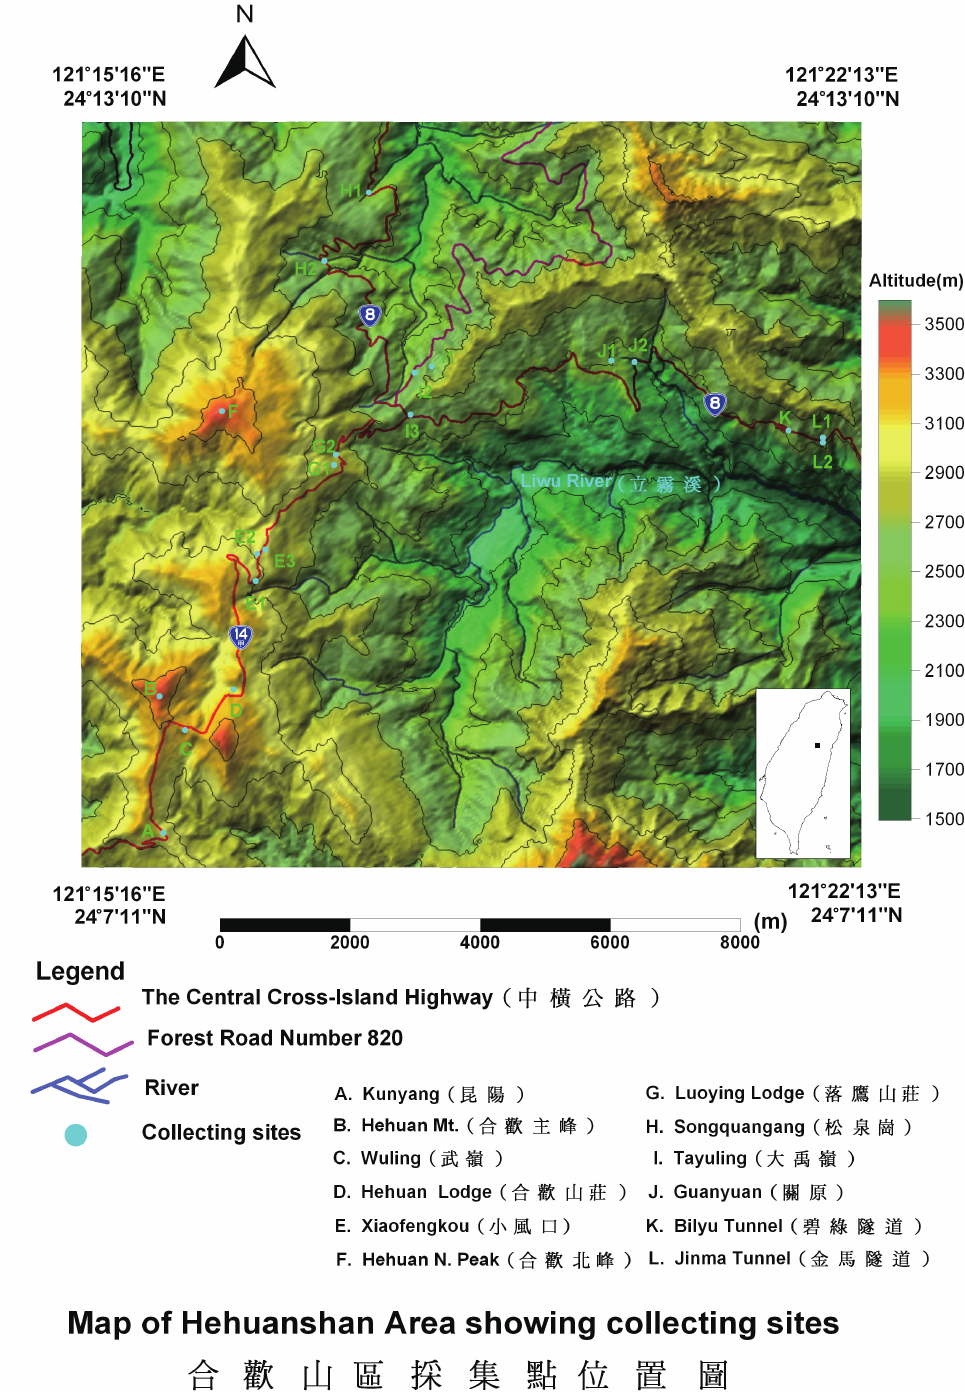 N
121°15'16"E
24°13'10"N
121°22'13"E
24°13'10"N
H1
H2
8
I1
I2
I3
J1
J2
8
K
L1
L2
F
G2
G1
Liwu River (立霧溪)
E2
E3
E1
14
甲
B
D
C
A
Altitude(m)
3500
3300
3100
2900
2700
2500
2300
2100
1900
1700
1500
121°15'16"E
24°7'11"N
121°22'13"E
24°7'11"N
0 2000 4000 6000 8000 (m)
Legend
The Central Cross-Island Highway (中橫公路)
Forest Road Number 820
River
Collecting sites
A. Kunyang (昆陽)
B. Hehuan Mt. (合歡主峰)
C. Wuling (武嶺)
D. Hehuan Lodge (合歡山莊)
E. Xiaofengkou (小風口)
F. Hehuan N. Peak (合歡北峰)
G. Luoying Lodge (落鷹山莊)
H. Songquangang (松泉崗)
I. Tayuling (大禹嶺)
J. Guanyuan (關原)
K. Bilyu Tunnel (碧綠隧道)
L. Jinma Tunnel (金馬隧道)
Map of Hehuanshan Area showing collecting sites
合歡山區採集點位置圖